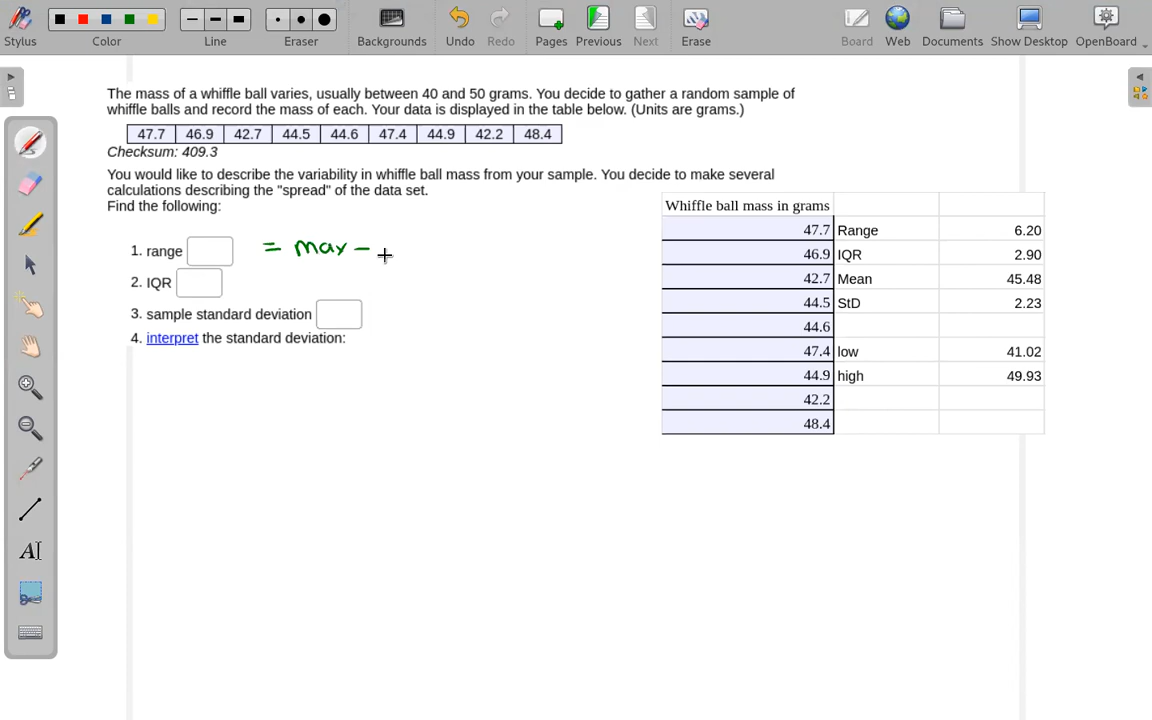 Stylus Color Line Eraser Backgrounds Undo Redo Pages Previous Next Erase Board Web Documents Show Desktop OpenBoard
The mass of a whiffle ball varies, usually between 40 and 50 grams. You decide to gather a random sample of
whiffle balls and record the mass of each. Your data is displayed in the table below. (Units are grams.)
47.7 46.9 42.7 44.5 44.6 47.4 44.9 42.2 48.4
Checksum: 409.3
You would like to describe the variability in whiffle ball mass from your sample. You decide to make several
calculations describing the "spread" of the data set.
Find the following:
1. range = max –
2. IQR
3. sample standard deviation
4. interpret the standard deviation:
Whiffle ball mass in grams
47.7 Range 6.20
46.9 IQR 2.90
42.7 Mean 45.48
44.5 StD 2.23
44.6
47.4 low 41.02
44.9 high 49.93
42.2
48.4
AI